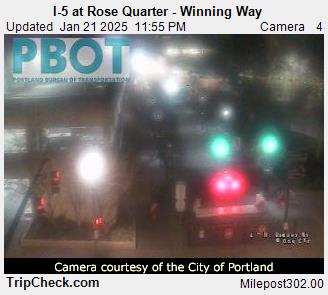 I-5 at Rose Quarter - Winning Way
Updated Jan 21 2025 11:55 PM Camera 4
PBOT
PORTLAND BUREAU OF TRANSPORTATION
Camera courtesy of the City of Portland
TripCheck.com Milepost302.00